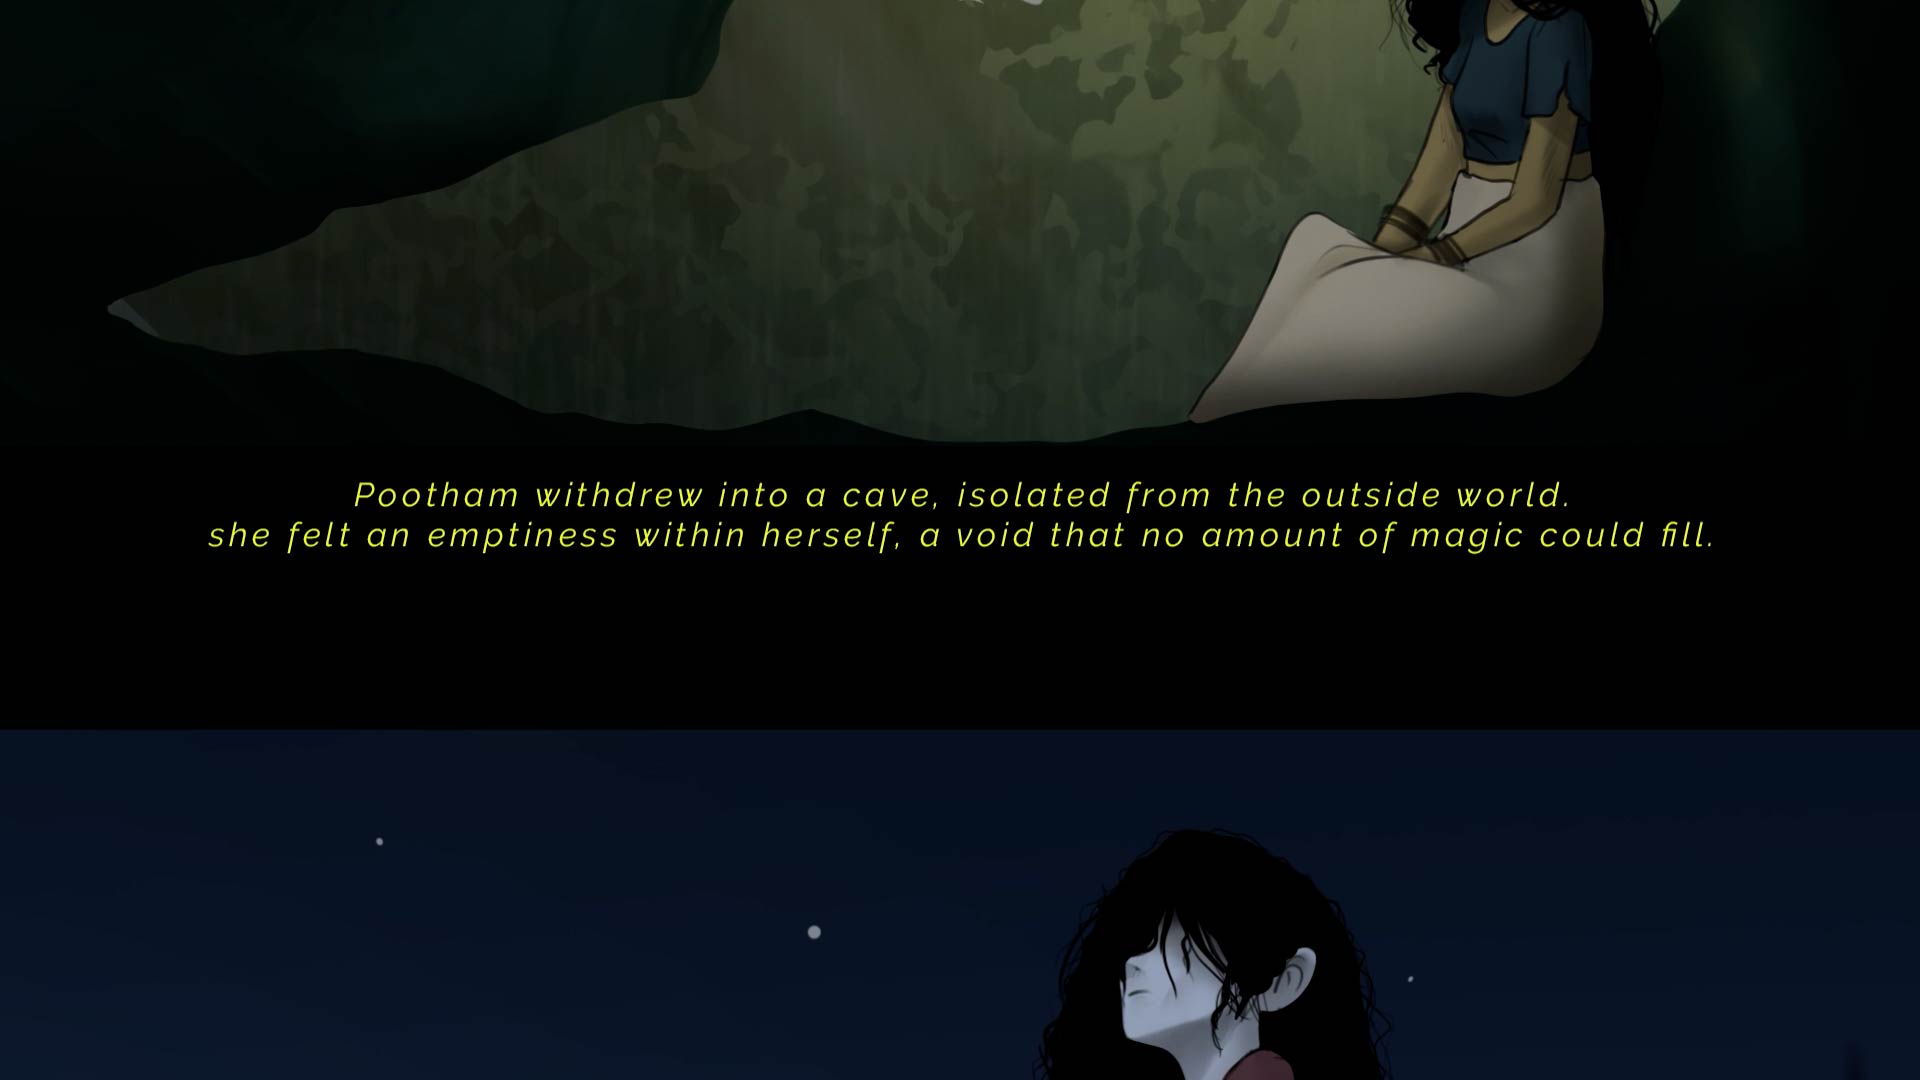 Pootham withdrew into a cave, isolated from the outside world.
she felt an emptiness within herself, a void that no amount of magic could fill.